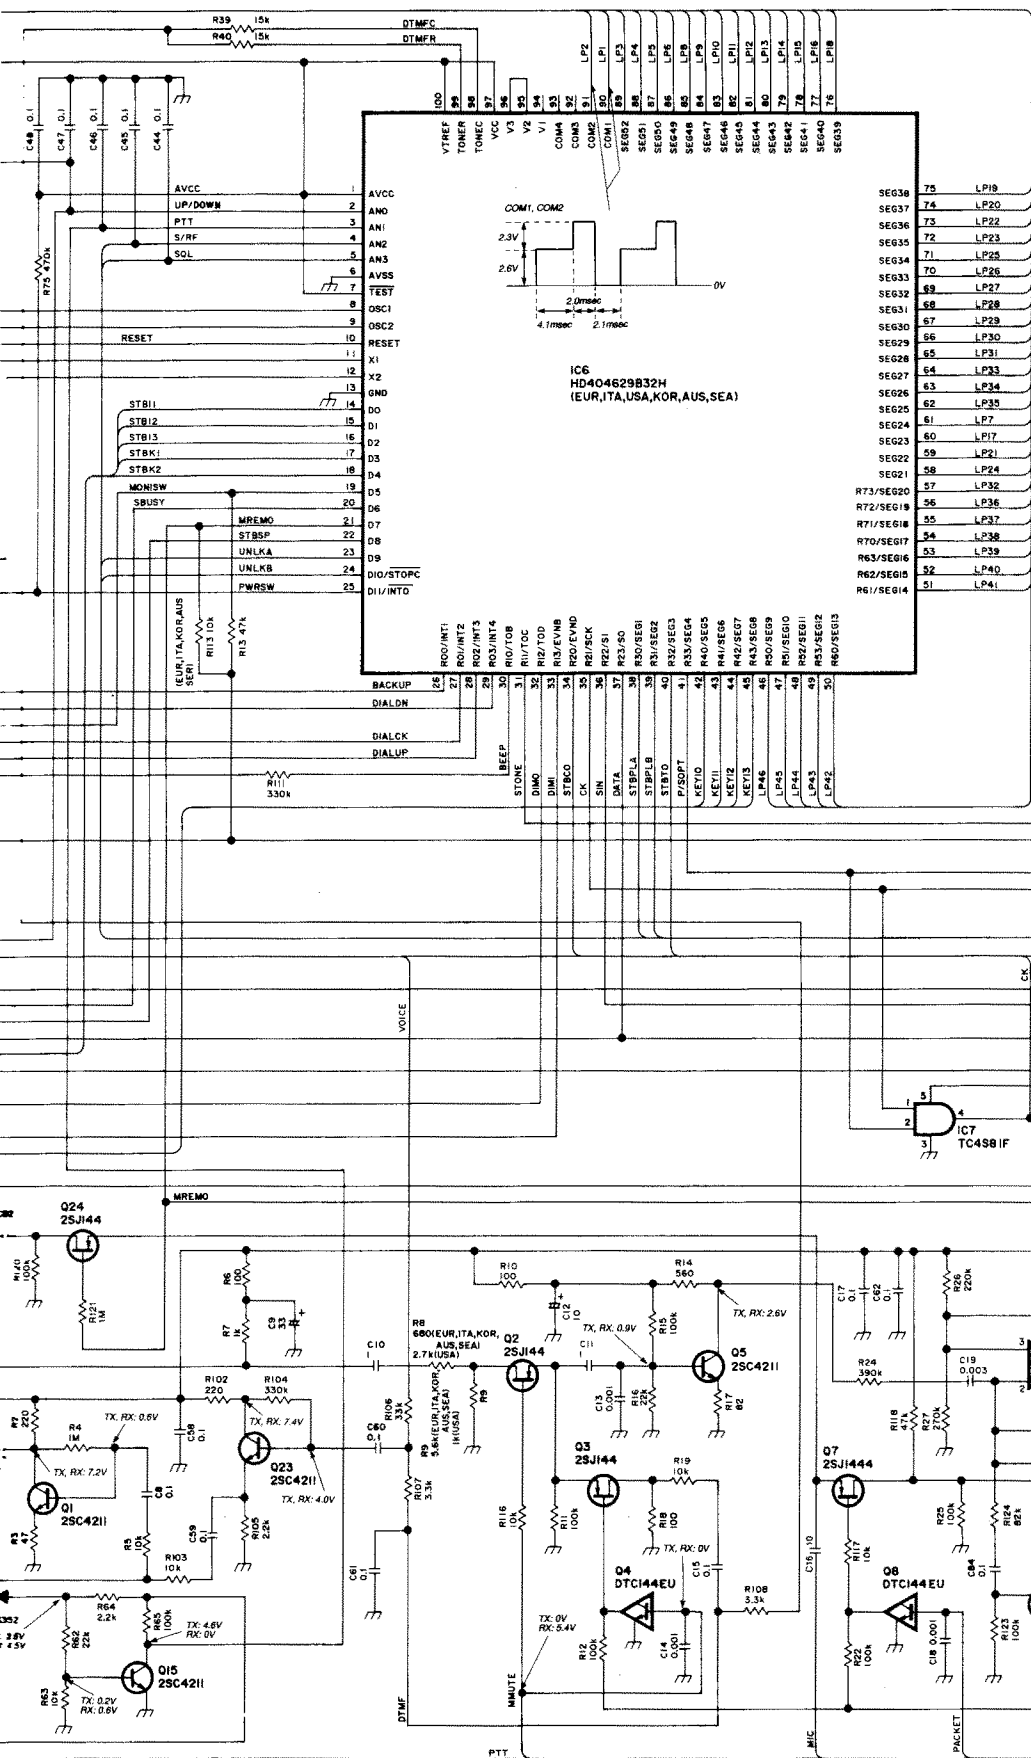 R39 15k
R40 15k
DTMFC
DTMFR
LP2
LP1
LP3
LP4
LP5
LP6
LP8
LP9
LP10
LP11
LP12
LP13
LP14
LP15
LP16
LP18
C48 0.1
C47 0.1
C46 0.1
C45 0.1
C44 0.1
100 99 98 97 96 95 94 93 92 91 90 89 88 87 86 85 84 83 82 81 80 79 78 77 76
VTREF
TONER
TONEC
VCC
V3
V2
V1
COM4
COM3
COM2
COM1
SEG52
SEG51
SEG50
SEG49
SEG48
SEG47
SEG46
SEG45
SEG44
SEG43
SEG42
SEG41
SEG40
SEG39
AVCC 1 AVCC
UP/DOWN 2 AN0
PTT 3 AN1
S/RF 4 AN2
SQL 5 AN3
6 AVSS
7 TEST
8 OSC1
9 OSC2
RESET 10 RESET
11 X1
12 X2
13 GND
STBI1 14 D0
STBI2 15 D1
STBI3 16 D2
STBK1 17 D3
STBK2 18 D4
MONISW 19 D5
SBUSY 20 D6
MREMO 21 D7
STBSP 22 D8
UNLKA 23 D9
UNLKB 24 D10/STOPC
PWRSW 25 D11/INT0
R75 470k
COM1, COM2
2.3V
2.6V
0V
2.0msec
4.1msec 2.1msec
IC6
HD404629B32H
(EUR,ITA,USA,KOR,AUS,SEA)
SEG38 75 LP19
SEG37 74 LP20
SEG36 73 LP22
SEG35 72 LP23
SEG34 71 LP25
SEG33 70 LP26
SEG32 69 LP27
SEG31 68 LP28
SEG30 67 LP29
SEG29 66 LP30
SEG28 65 LP31
SEG27 64 LP33
SEG26 63 LP34
SEG25 62 LP35
SEG24 61 LP7
SEG23 60 LP17
SEG22 59 LP21
SEG21 58 LP24
R73/SEG20 57 LP32
R72/SEG19 56 LP36
R71/SEG18 55 LP37
R70/SEG17 54 LP38
R63/SEG16 53 LP39
R62/SEG15 52 LP40
R61/SEG14 51 LP41
(EUR,ITA,KOR,AUS
SER)
R113 10k
R13 47k
R00/INT1
R01/INT2
R02/INT3
R03/INT4
R10/TOB
R11/TOC
R12/TOD
R13/EVNB
R20/EVND
R21/SCK
R22/S1
R23/SO
R30/SEG1
R31/SEG2
R32/SEG3
R33/SEG4
R40/SEG5
R41/SEG6
R42/SEG7
R43/SEG8
R50/SEG9
R51/SEG10
R52/SEG11
R53/SEG12
R60/SEG13
26 27 28 29 30 31 32 33 34 35 36 37 38 39 40 41 42 43 44 45 46 47 48 49 50
BACKUP
DIALDN
DIALCK
DIALUP
R111
330k
BEEP
STONE
DIMO
DIMI
STBCO
CK
SIN
DATA
STBPLA
STBPLB
STBTO
P/SOPT
KEY10
KEY11
KEY12
KEY13
LP46
LP45
LP44
LP43
LP42
VOICE
CK
1
2
3
4
5
IC7
TC4S81F
MREMO
Q24
2SJ144
R120
100k
R121
1M
R6
100
R7
1k
C9
33
R10
100
R14
560
C12
10
R15
100k
TX, RX: 2.6V
TX, RX: 0.9V
C17
0.1
C62
0.1
R26
220k
R8
680(EUR,ITA,KOR,
AUS,SEA)
2.7k(USA)
C10
1
Q2
2SJ144
C11
1
Q5
2SC4211
R24
390k
C19
0.003
3
2
R102
220
R104
330k
R2
220
R4
1M
TX, RX: 0.6V
C58
0.1
TX, RX: 7.4V
R106
33k
R9
5.6k(EUR,ITA,KOR,
AUS,SEA)
1k(USA)
R9
C13
0.001
R16
22k
R17
82
R118
47k
R27
270k
C60
0.1
TX, RX: 7.2V
Q23
2SC4211
TX, RX: 4.0V
R107
3.3k
Q1
2SC4211
R3
47
C8
0.1
R5
10k
C59
0.1
R105
2.2k
R103
10k
C61
0.1
Q3
2SJ144
R19
10k
R116
10k
R11
100k
R18
100
TX, RX: 0V
C15
0.1
Q7
2SJ1444
R25
100k
R124
82k
R117
10k
C16 10
C84
0.1
Q4
DTC144EU
R108
3.3k
Q8
DTC144EU
R64
2.2k
R62
22k
R65
100k
TX: 4.6V
RX: 0V
TX: 0V
RX: 5.4V
R12
100k
C14
0.001
R22
100k
C18 0.001
R123
100k
Q15
2SC4211
R63
10k
TX: 0.2V
RX: 0.6V
DTMF
MMUTE
PTT
MIC
PACKET